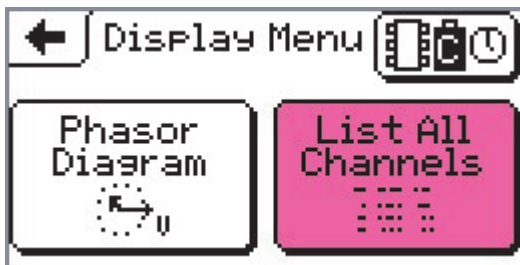 Display Menu
C
Phasor
Diagram
U
List All
Channels